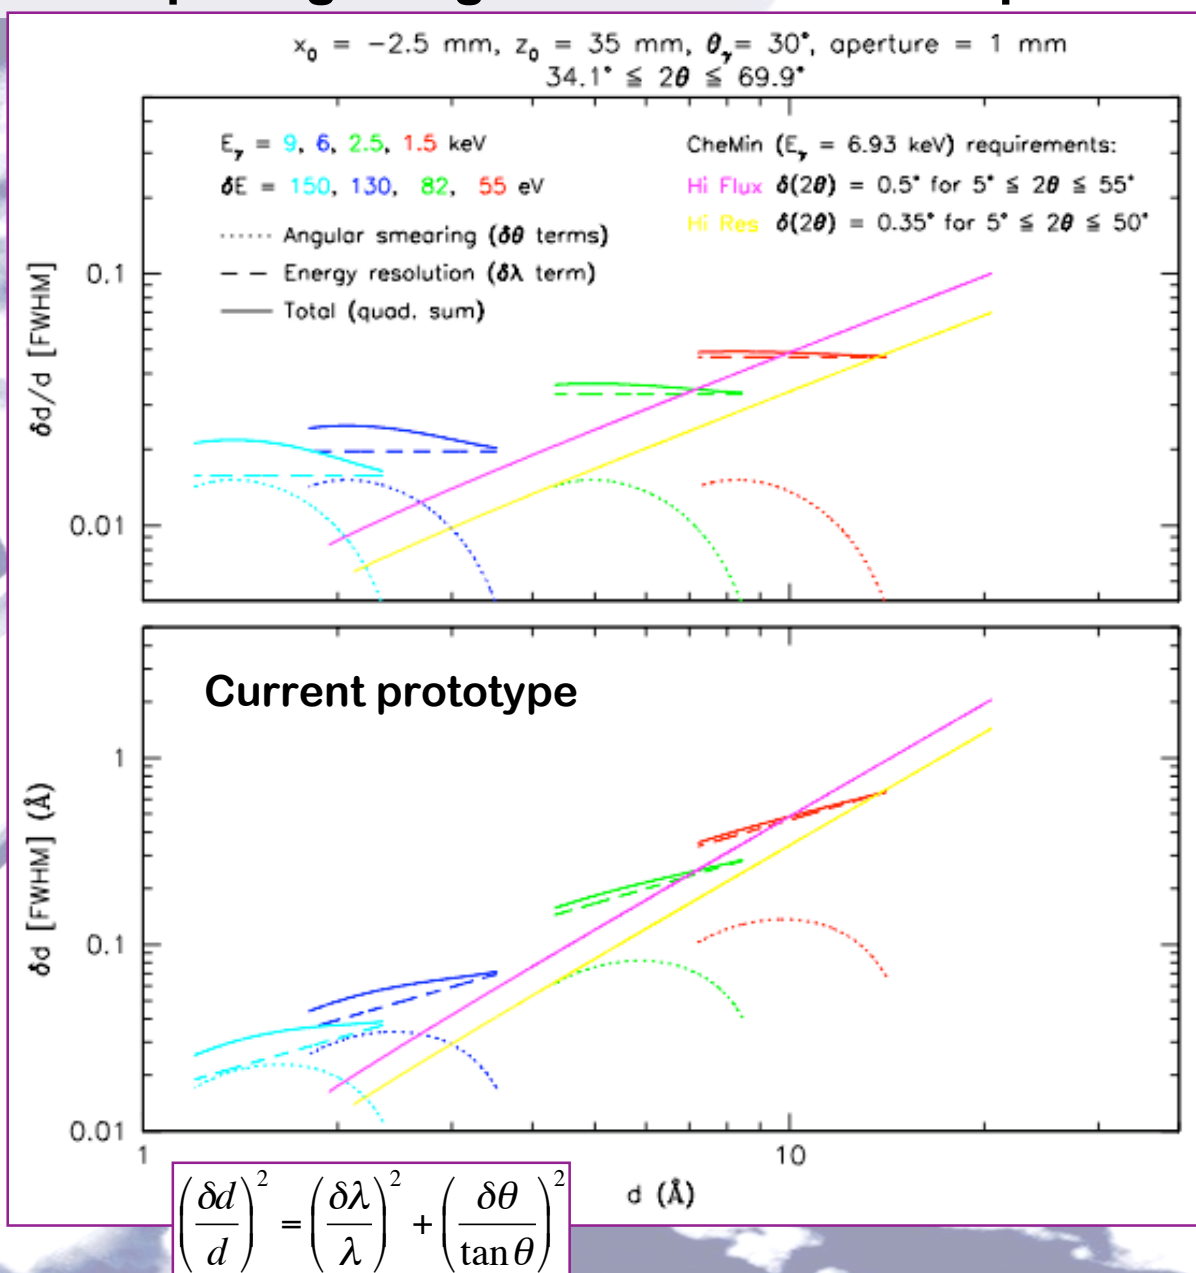 x₀ = −2.5 mm, z₀ = 35 mm, θᵧ= 30°, aperture = 1 mm
34.1° ≦ 2θ ≦ 69.9°
Eᵧ = 9, 6, 2.5, 1.5 keV
δE = 150, 130, 82, 55 eV
Angular smearing (δθ terms)
Energy resolution (δλ term)
Total (quad. sum)
CheMin (Eᵧ = 6.93 keV) requirements:
Hi Flux δ(2θ) = 0.5° for 5° ≦ 2θ ≦ 55°
Hi Res δ(2θ) = 0.35° for 5° ≦ 2θ ≦ 50°
δd/d [FWHM]
0.1
0.01
Current prototype
δd [FWHM] (Å)
1
0.1
0.01
1
10
d (Å)
(δd/d)² = (δλ/λ)² + (δθ/tan θ)²